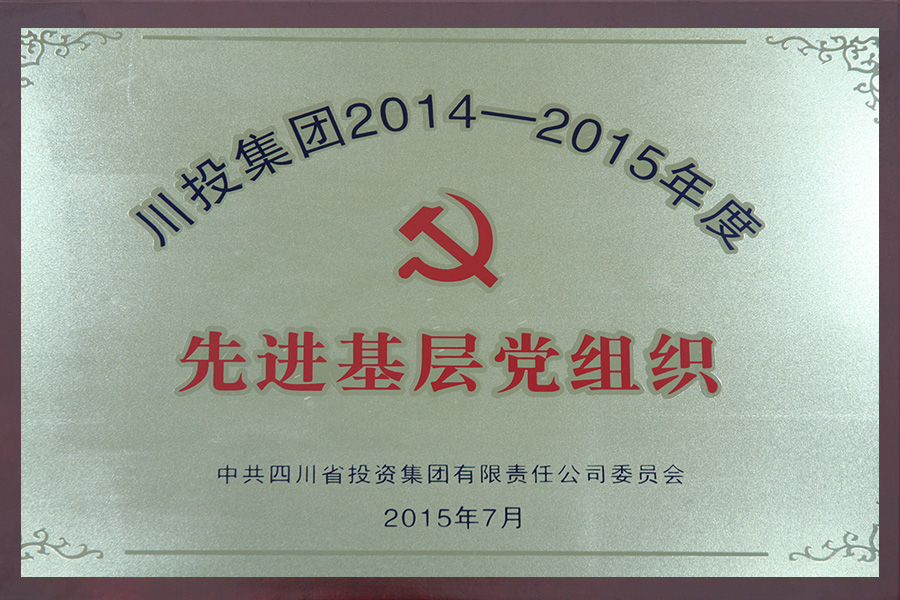 川投集团2014—2015年度
先进基层党组织
中共四川省投资集团有限责任公司委员会
2015年7月